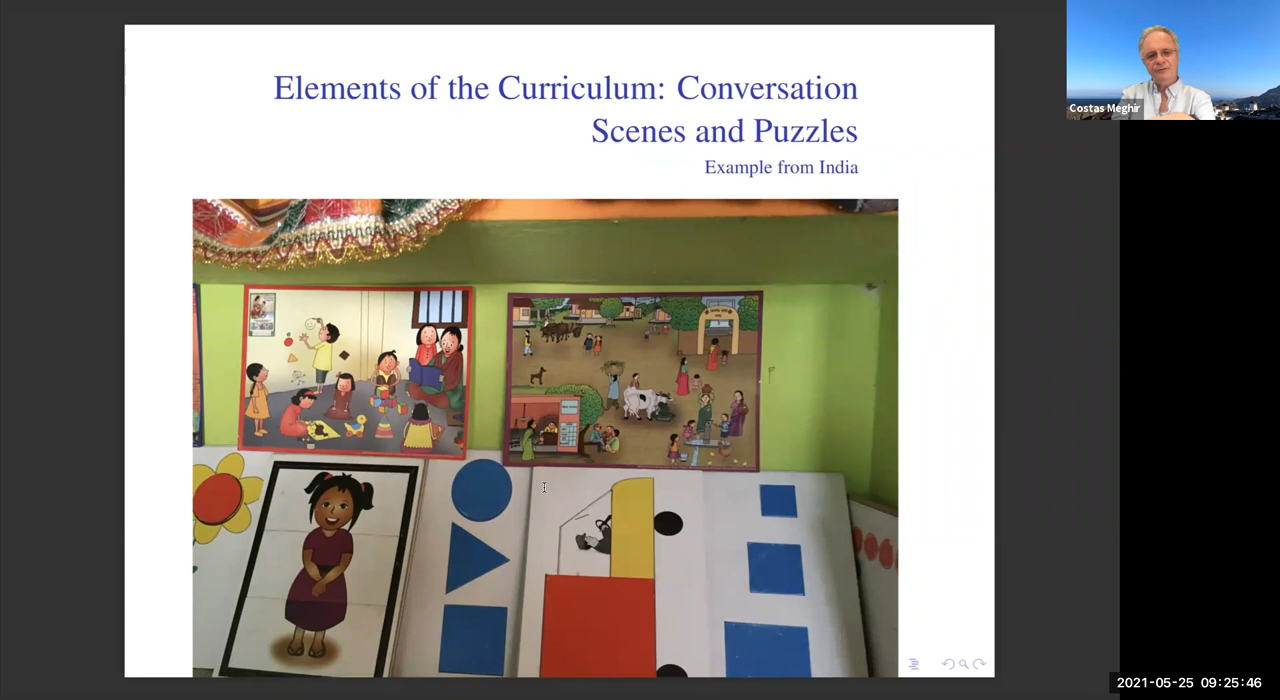 Elements of the Curriculum: Conversation
Scenes and Puzzles
Example from India
Costas Meghir
2021-05-25 09:25:46